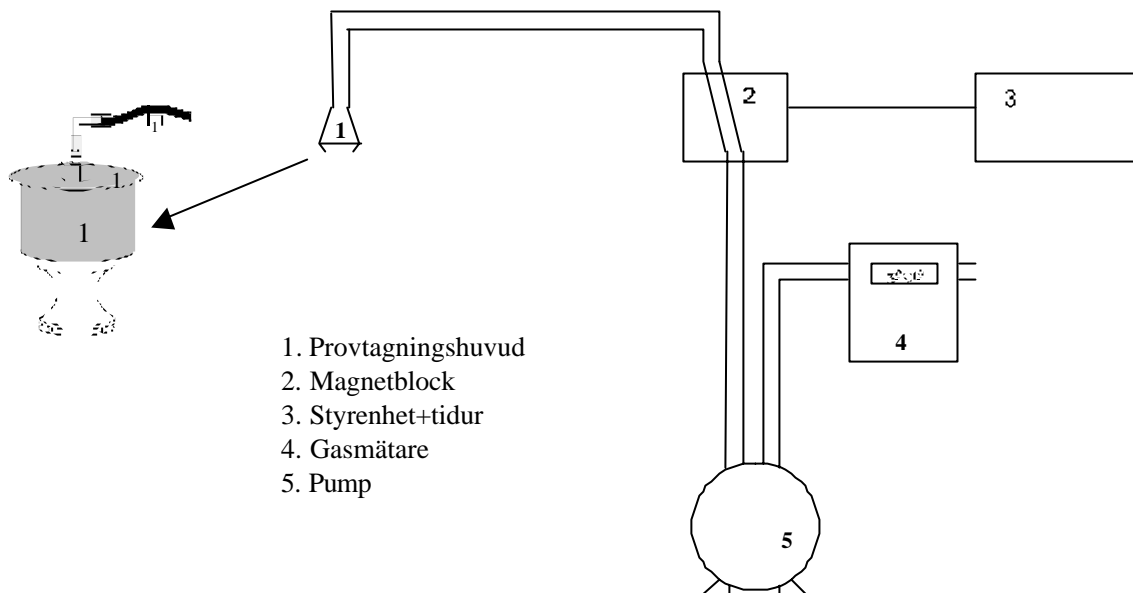 2
3
1
1
1
1
4
1. Provtagningshuvud
2. Magnetblock
3. Styrenhet+tidur
4. Gasmätare
5. Pump
5